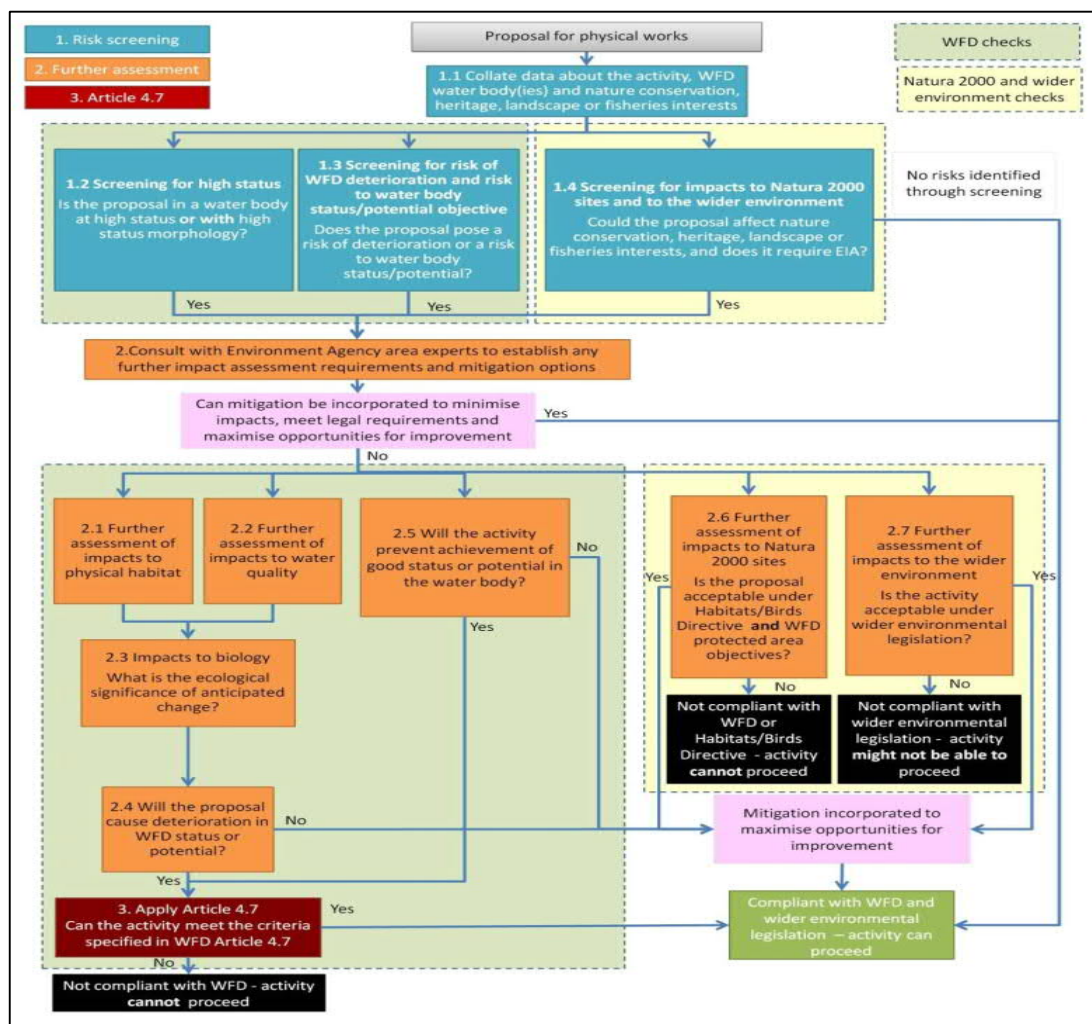 1. Risk screening
2. Further assessment
3. Article 4.7
Proposal for physical works
1.1 Collate data about the activity, WFD
water body(ies) and nature conservation,
heritage, landscape or fisheries interests
WFD checks
Natura 2000 and wider
environment checks
1.2 Screening for high status
Is the proposal in a water body
at high status or with high
status morphology?
1.3 Screening for risk of
WFD deterioration and risk
to water body
status/potential objective
Does the proposal pose a
risk of deterioration or a risk
to water body
status/potential?
1.4 Screening for impacts to Natura 2000
sites and to the wider environment
Could the proposal affect nature
conservation, heritage, landscape or
fisheries interests, and does it require EIA?
No risks identified
through screening
Yes
Yes
Yes
2.Consult with Environment Agency area experts to establish any
further impact assessment requirements and mitigation options
Can mitigation be incorporated to minimise
impacts, meet legal requirements and
maximise opportunities for improvement
Yes
No
2.1 Further
assessment of
impacts to
physical habitat
2.2 Further
assessment of
impacts to water
quality
2.5 Will the activity
prevent achievement of
good status or potential in
the water body?
No
Yes
2.6 Further
assessment of
impacts to Natura
2000 sites
Is the proposal
acceptable under
Habitats/Birds
Directive and WFD
protected area
objectives?
Yes
No
2.7 Further
assessment of
impacts to the wider
environment
Is the activity
acceptable under
wider environmental
legislation?
Yes
No
2.3 Impacts to biology
What is the ecological
significance of anticipated
change?
Not compliant with
WFD or
Habitats/Birds
Directive - activity
cannot proceed
Not compliant with
wider environmental
legislation - activity
might not be able to
proceed
2.4 Will the proposal
cause deterioration in
WFD status or
potential?
No
Yes
Mitigation incorporated to
maximise opportunities for
improvement
3. Apply Article 4.7
Can the activity meet the criteria
specified in WFD Article 4.7
Yes
No
Compliant with WFD and
wider environmental
legislation – activity can
proceed
Not compliant with WFD - activity
cannot proceed